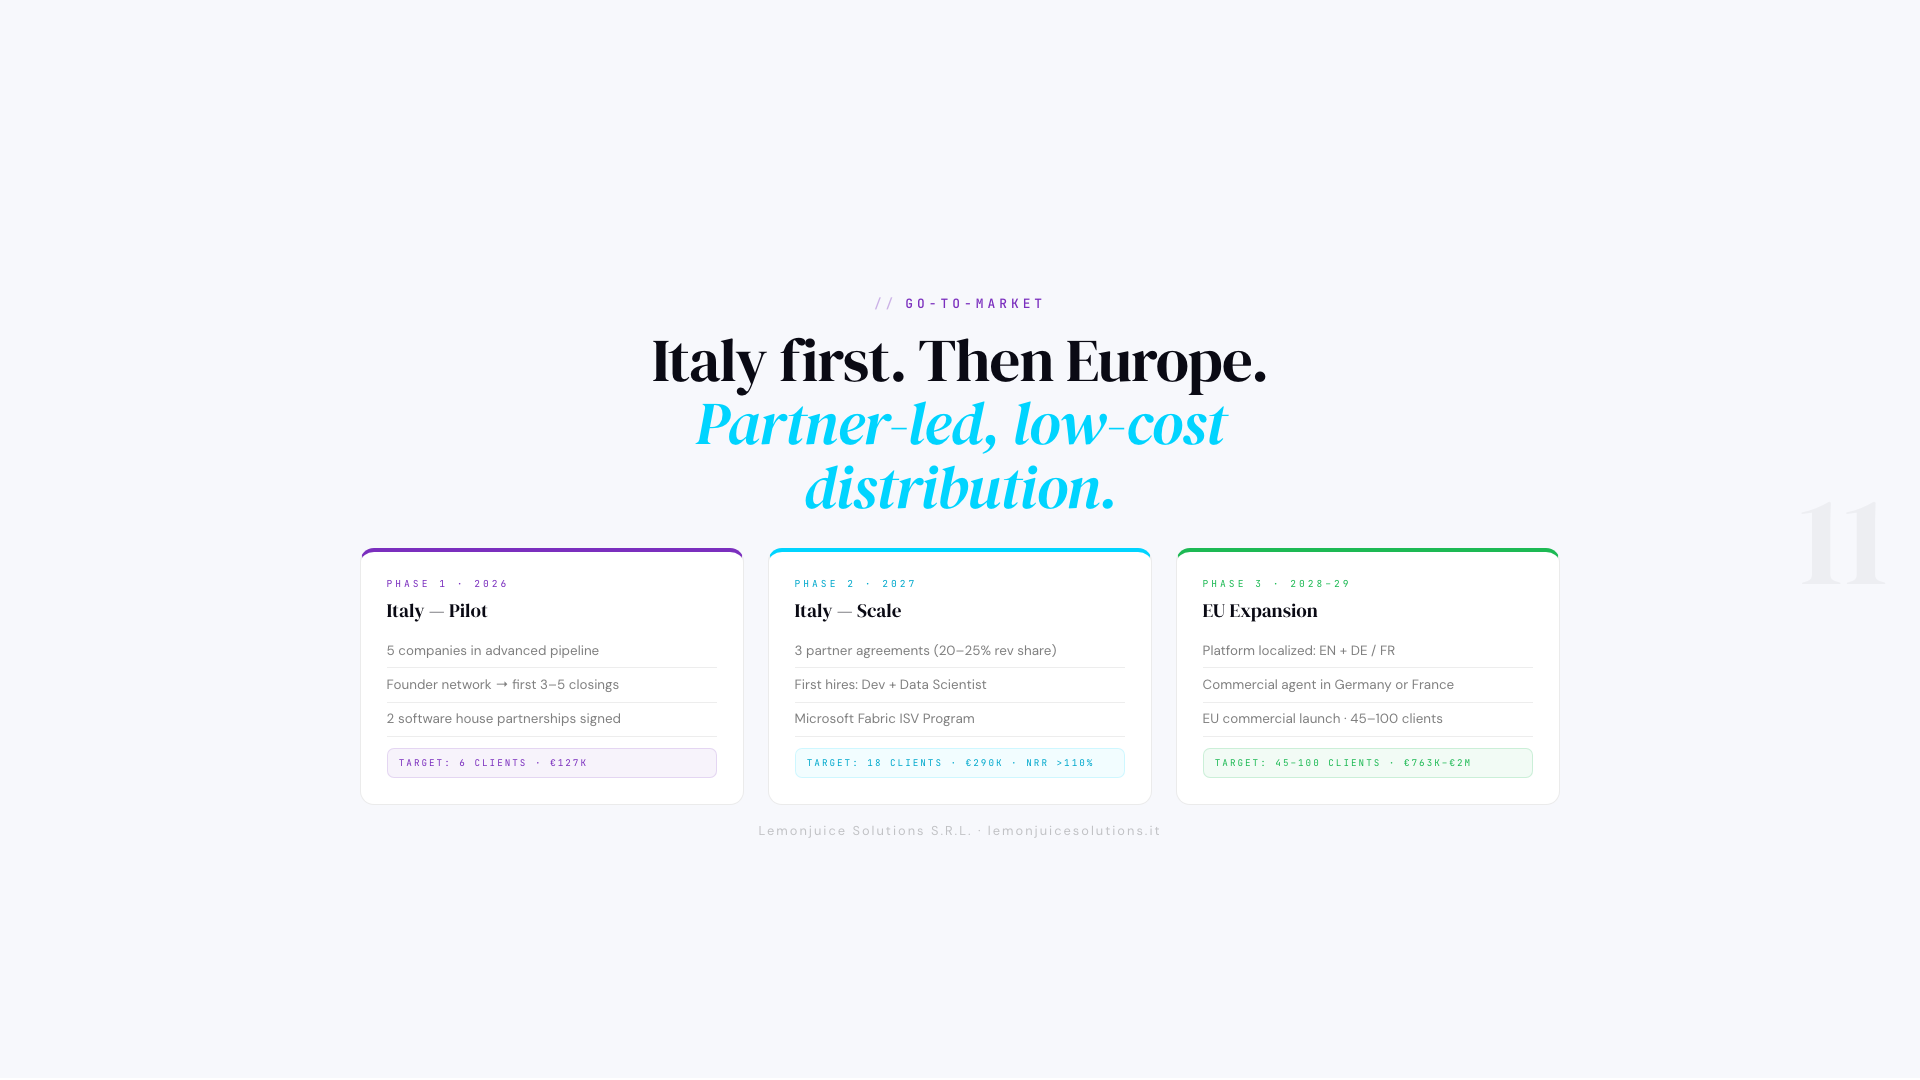 // GO-TO-MARKET
Italy first. Then Europe.
Partner-led, low-cost
distribution.
PHASE 1 · 2026
Italy — Pilot
5 companies in advanced pipeline
Founder network → first 3–5 closings
2 software house partnerships signed
TARGET: 6 CLIENTS · €127K
PHASE 2 · 2027
Italy — Scale
3 partner agreements (20–25% rev share)
First hires: Dev + Data Scientist
Microsoft Fabric ISV Program
TARGET: 18 CLIENTS · €290K · NRR >110%
PHASE 3 · 2028–29
EU Expansion
Platform localized: EN + DE / FR
Commercial agent in Germany or France
EU commercial launch · 45–100 clients
TARGET: 45–100 CLIENTS · €763K–€2M
11
Lemonjuice Solutions S.R.L. · lemonjuicesolutions.it